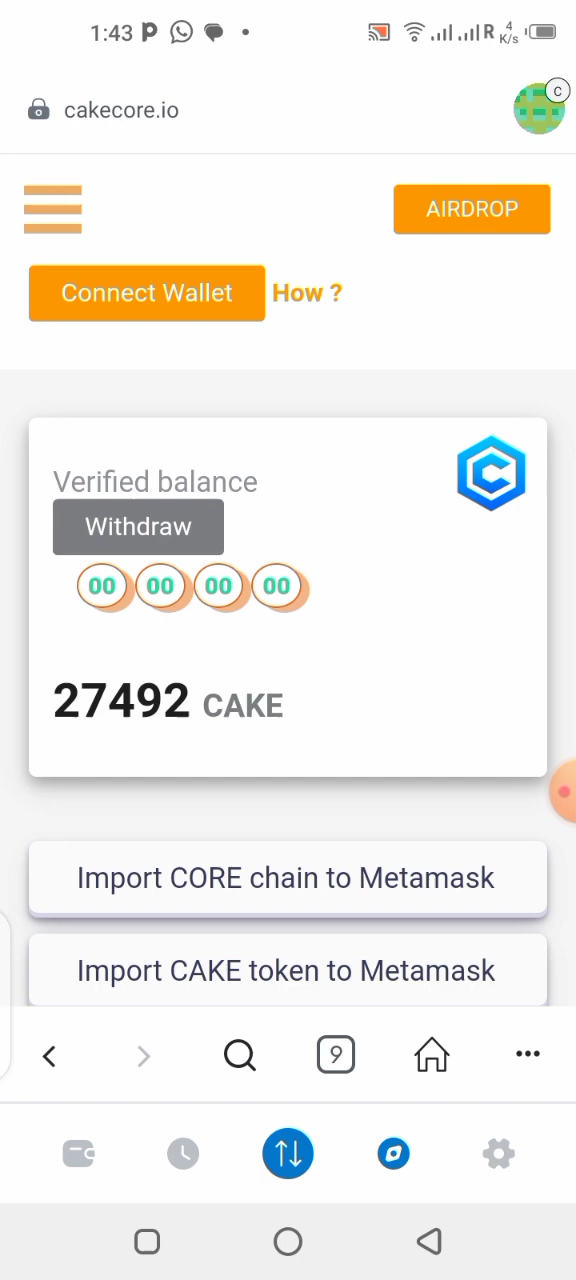 1:43
R 4 K/s
cakecore.io
C
AIRDROP
Connect Wallet How ?
Verified balance
Withdraw
00 00 00 00
27492 CAKE
Import CORE chain to Metamask
Import CAKE token to Metamask
9